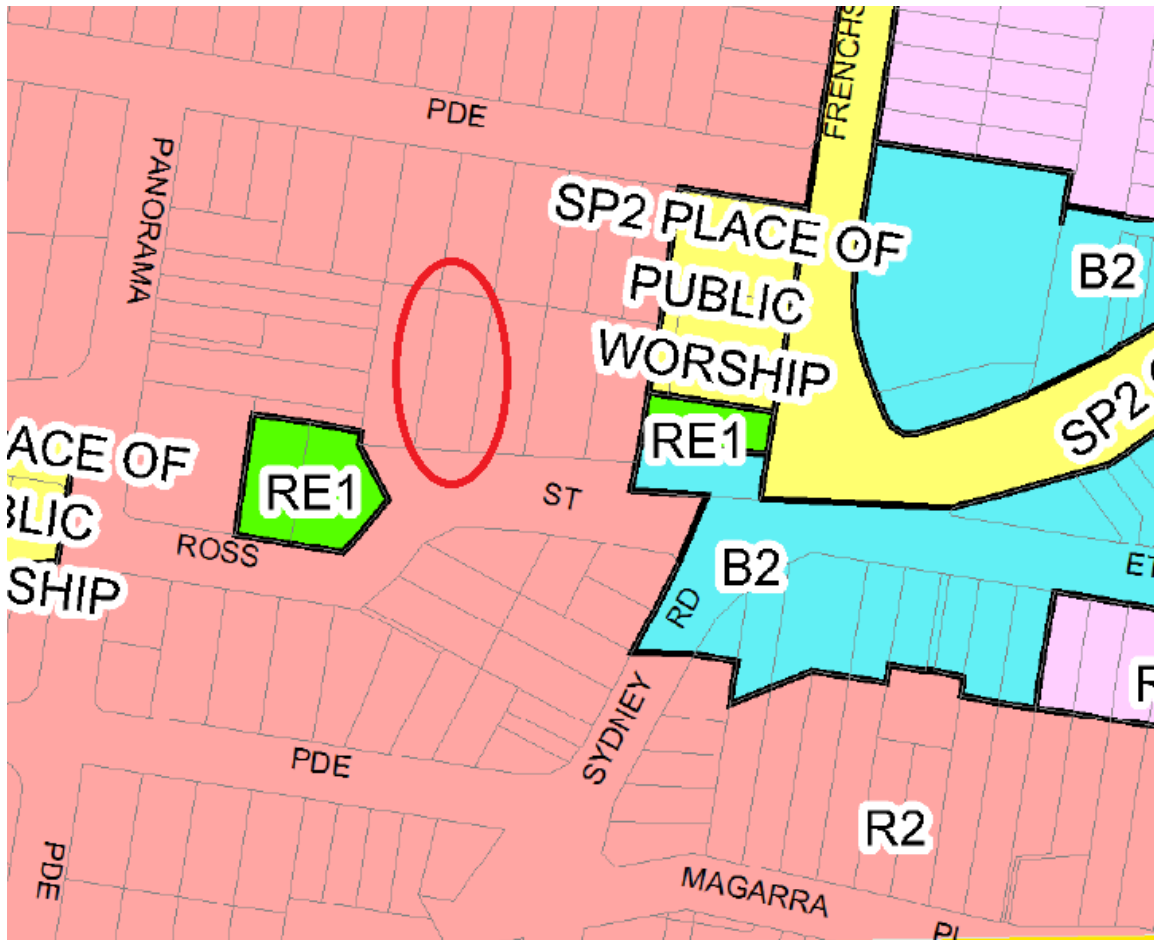 FRENCHS
PDE
PANORAMA
SP2 PLACE OF
PUBLIC
WORSHIP
B2
SP2
RE1
ACE OF
BLIC
SHIP
RE1
ST
ROSS
B2
ET
RD
R
SYDNEY
PDE
R2
PDE
MAGARRA
PL